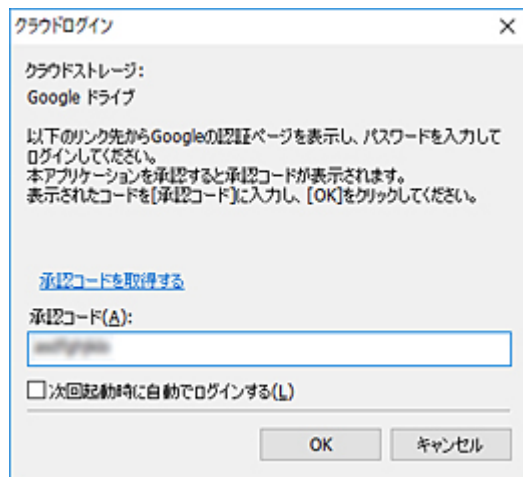 クラウドログイン
クラウドストレージ:
Google ドライブ
以下のリンク先からGoogleの認証ページを表示し、パスワードを入力して
ログインしてください。
本アプリケーションを承認すると承認コードが表示されます。
表示されたコードを[承認コード]に入力し、[OK]をクリックしてください。
承認コードを取得する
承認コード(A):
次回起動時に自動でログインする(L)
OK
キャンセル